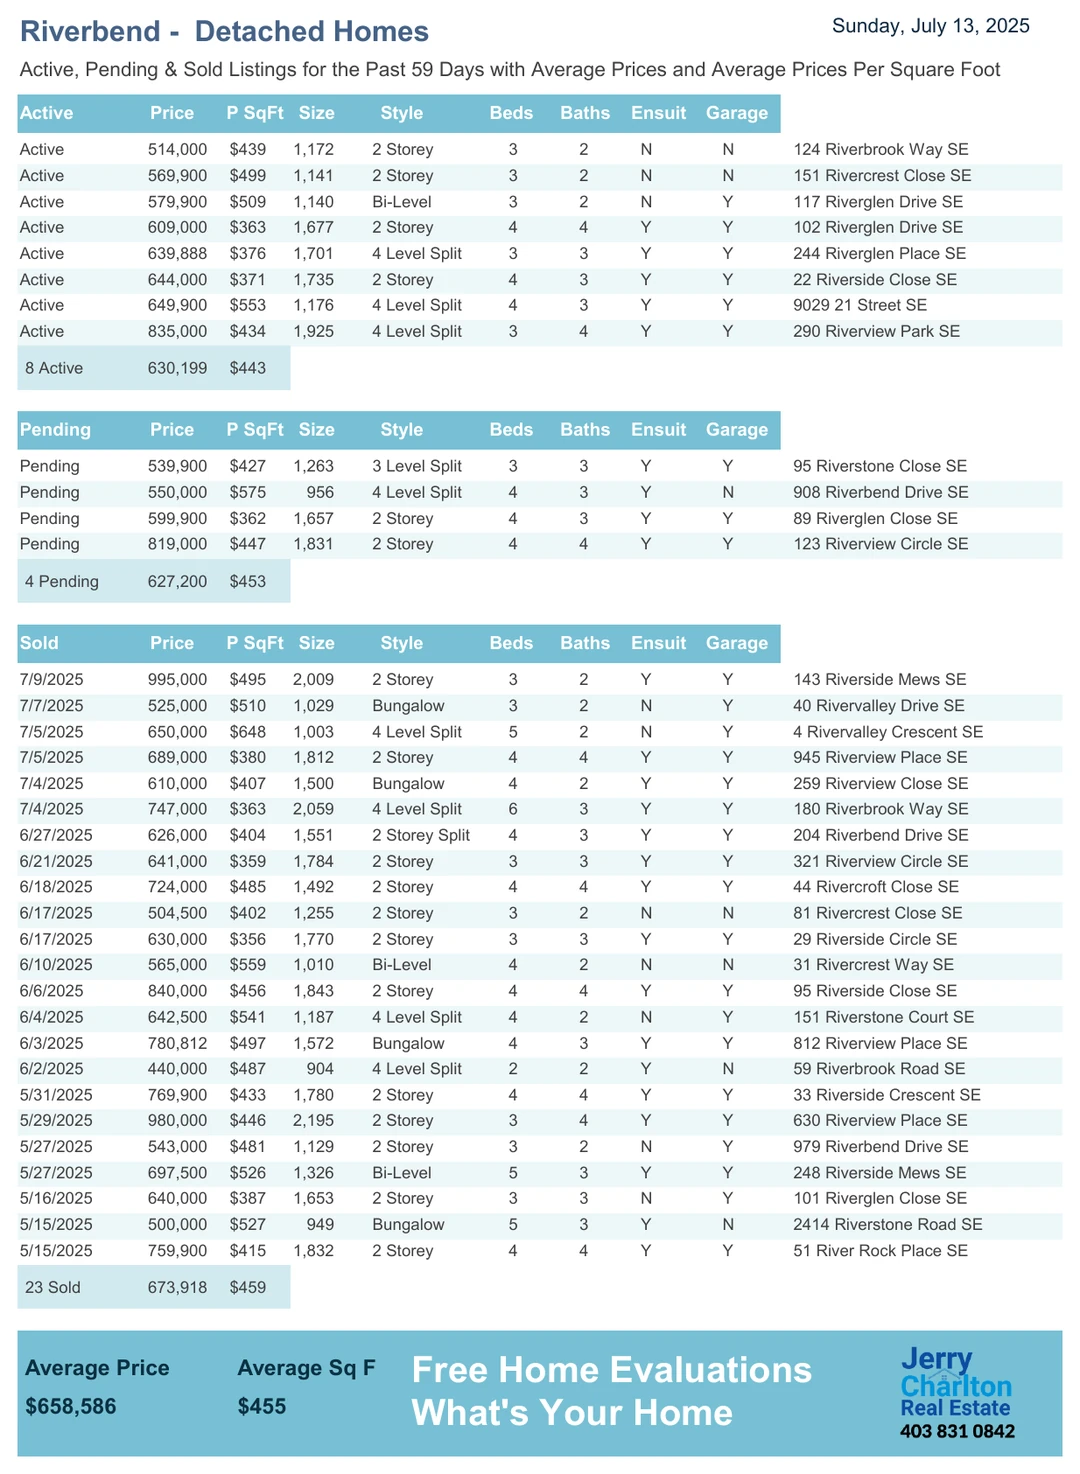 Riverbend - Detached Homes
Sunday, July 13, 2025
Active, Pending & Sold Listings for the Past 59 Days with Average Prices and Average Prices Per Square Foot
Active Price P SqFt Size Style Beds Baths Ensuit Garage
Active 514,000 $439 1,172 2 Storey 3 2 N N 124 Riverbrook Way SE
Active 569,900 $499 1,141 2 Storey 3 2 N N 151 Rivercrest Close SE
Active 579,900 $509 1,140 Bi-Level 3 2 N Y 117 Riverglen Drive SE
Active 609,000 $363 1,677 2 Storey 4 4 Y Y 102 Riverglen Drive SE
Active 639,888 $376 1,701 4 Level Split 3 3 Y Y 244 Riverglen Place SE
Active 644,000 $371 1,735 2 Storey 4 3 Y Y 22 Riverside Close SE
Active 649,900 $553 1,176 4 Level Split 4 3 Y Y 9029 21 Street SE
Active 835,000 $434 1,925 4 Level Split 3 4 Y Y 290 Riverview Park SE
8 Active 630,199 $443
Pending Price P SqFt Size Style Beds Baths Ensuit Garage
Pending 539,900 $427 1,263 3 Level Split 3 3 Y Y 95 Riverstone Close SE
Pending 550,000 $575 956 4 Level Split 4 3 Y N 908 Riverbend Drive SE
Pending 599,900 $362 1,657 2 Storey 4 3 Y Y 89 Riverglen Close SE
Pending 819,000 $447 1,831 2 Storey 4 4 Y Y 123 Riverview Circle SE
4 Pending 627,200 $453
Sold Price P SqFt Size Style Beds Baths Ensuit Garage
7/9/2025 995,000 $495 2,009 2 Storey 3 2 Y Y 143 Riverside Mews SE
7/7/2025 525,000 $510 1,029 Bungalow 3 2 N Y 40 Rivervalley Drive SE
7/5/2025 650,000 $648 1,003 4 Level Split 5 2 N Y 4 Rivervalley Crescent SE
7/5/2025 689,000 $380 1,812 2 Storey 4 4 Y Y 945 Riverview Place SE
7/4/2025 610,000 $407 1,500 Bungalow 4 2 Y Y 259 Riverview Close SE
7/4/2025 747,000 $363 2,059 4 Level Split 6 3 Y Y 180 Riverbrook Way SE
6/27/2025 626,000 $404 1,551 2 Storey Split 4 3 Y Y 204 Riverbend Drive SE
6/21/2025 641,000 $359 1,784 2 Storey 3 3 Y Y 321 Riverview Circle SE
6/18/2025 724,000 $485 1,492 2 Storey 4 4 Y Y 44 Rivercroft Close SE
6/17/2025 504,500 $402 1,255 2 Storey 3 2 N N 81 Rivercrest Close SE
6/17/2025 630,000 $356 1,770 2 Storey 3 3 Y Y 29 Riverside Circle SE
6/10/2025 565,000 $559 1,010 Bi-Level 4 2 N N 31 Rivercrest Way SE
6/6/2025 840,000 $456 1,843 2 Storey 4 4 Y Y 95 Riverside Close SE
6/4/2025 642,500 $541 1,187 4 Level Split 4 2 N Y 151 Riverstone Court SE
6/3/2025 780,812 $497 1,572 Bungalow 4 3 Y Y 812 Riverview Place SE
6/2/2025 440,000 $487 904 4 Level Split 2 2 Y N 59 Riverbrook Road SE
5/31/2025 769,900 $433 1,780 2 Storey 4 4 Y Y 33 Riverside Crescent SE
5/29/2025 980,000 $446 2,195 2 Storey 3 4 Y Y 630 Riverview Place SE
5/27/2025 543,000 $481 1,129 2 Storey 3 2 N Y 979 Riverbend Drive SE
5/27/2025 697,500 $526 1,326 Bi-Level 5 3 Y Y 248 Riverside Mews SE
5/16/2025 640,000 $387 1,653 2 Storey 3 3 N Y 101 Riverglen Close SE
5/15/2025 500,000 $527 949 Bungalow 5 3 Y N 2414 Riverstone Road SE
5/15/2025 759,900 $415 1,832 2 Storey 4 4 Y Y 51 River Rock Place SE
23 Sold 673,918 $459
Average Price Average Sq F
$658,586 $455
Free Home Evaluations
What's Your Home
Jerry
Charlton
Real Estate
403 831 0842